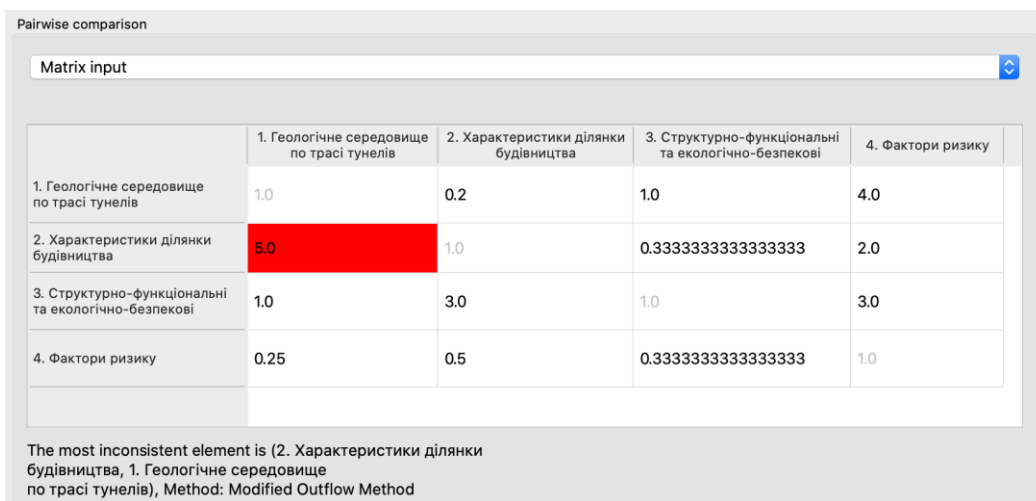 Pairwise comparison
Matrix input
1. Геологічне середовище
по трасі тунелів
2. Характеристики ділянки
будівництва
3. Структурно-функціональні
та екологічно-безпекові
4. Фактори ризику
1. Геологічне середовище
по трасі тунелів
1.0
0.2
1.0
4.0
2. Характеристики ділянки
будівництва
5.0
1.0
0.3333333333333333
2.0
3. Структурно-функціональні
та екологічно-безпекові
1.0
3.0
1.0
3.0
4. Фактори ризику
0.25
0.5
0.3333333333333333
1.0
The most inconsistent element is (2. Характеристики ділянки
будівництва, 1. Геологічне середовище
по трасі тунелів), Method: Modified Outflow Method